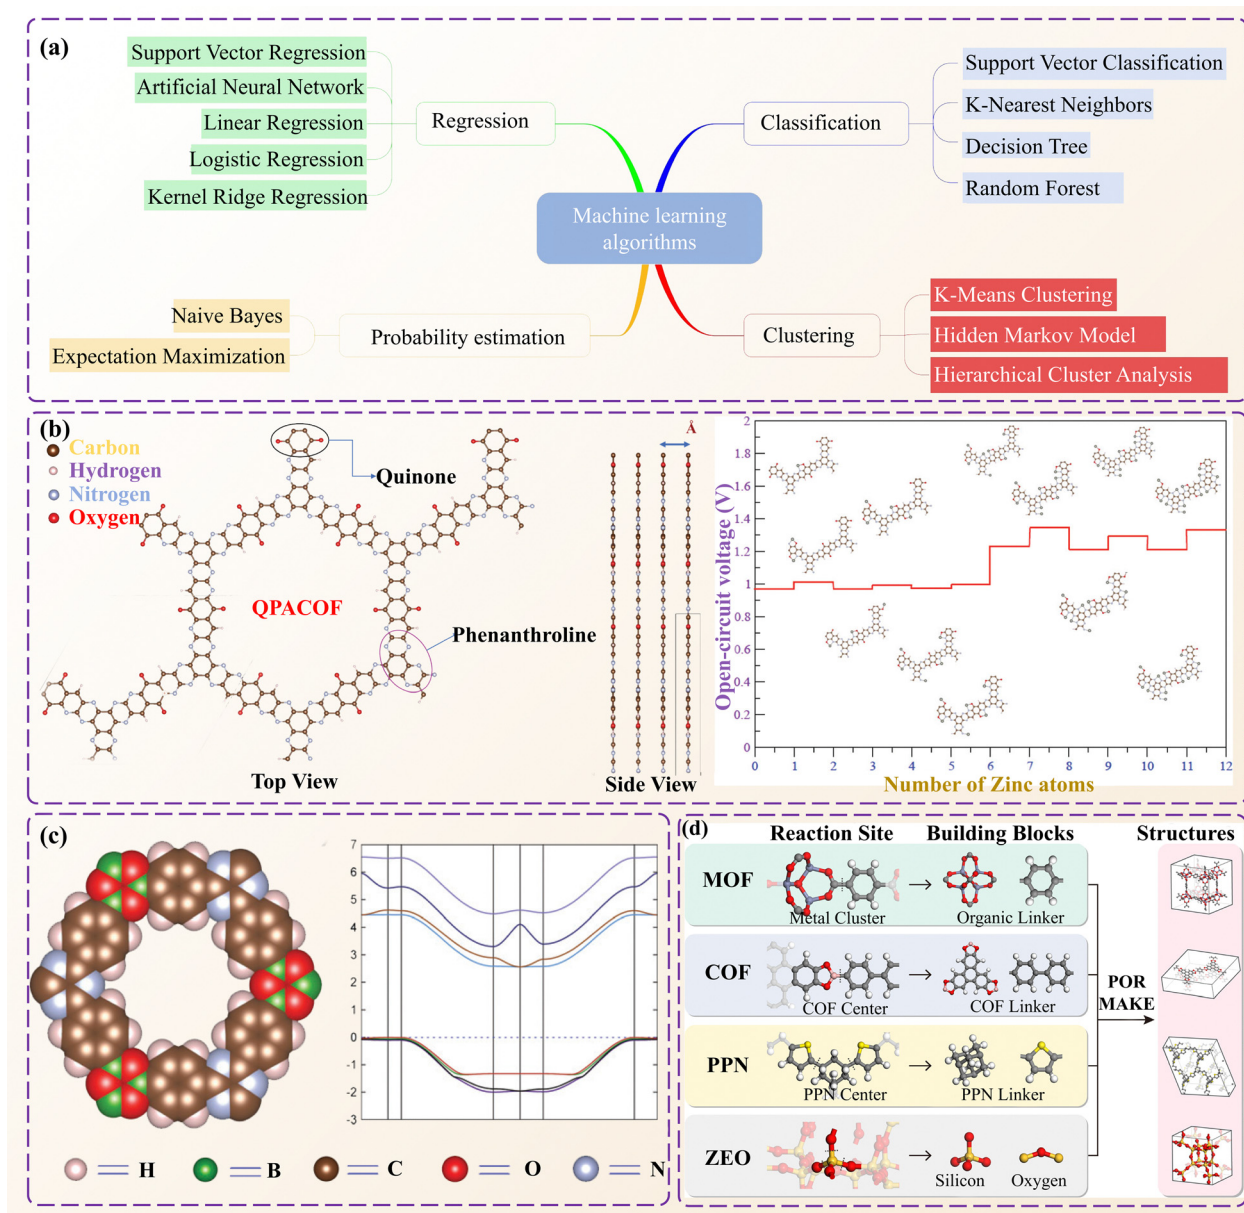 (a)
Support Vector Regression
Artificial Neural Network
Linear Regression
Logistic Regression
Kernel Ridge Regression
Regression
Classification
Support Vector Classification
K-Nearest Neighbors
Decision Tree
Random Forest
Machine learning
algorithms
Naive Bayes
Expectation Maximization
Probability estimation
Clustering
K-Means Clustering
Hidden Markov Model
Hierarchical Cluster Analysis
(b)
Carbon
Hydrogen
Nitrogen
Oxygen
Quinone
QPACOF
Phenanthroline
Top View
Å
Side View
Open-circuit voltage (V)
2
1.8
1.6
1.4
1.2
1
0.8
0.6
0.4
0.2
0
0 1 2 3 4 5 6 7 8 9 10 11 12
Number of Zinc atoms
(c)
7
6
5
4
3
2
1
0
-1
-2
-3
H
B
C
O
N
(d)
Reaction Site Building Blocks Structures
MOF
Metal Cluster Organic Linker
COF
COF Center COF Linker
POR
MAKE
PPN
PPN Center PPN Linker
ZEO
Silicon Oxygen